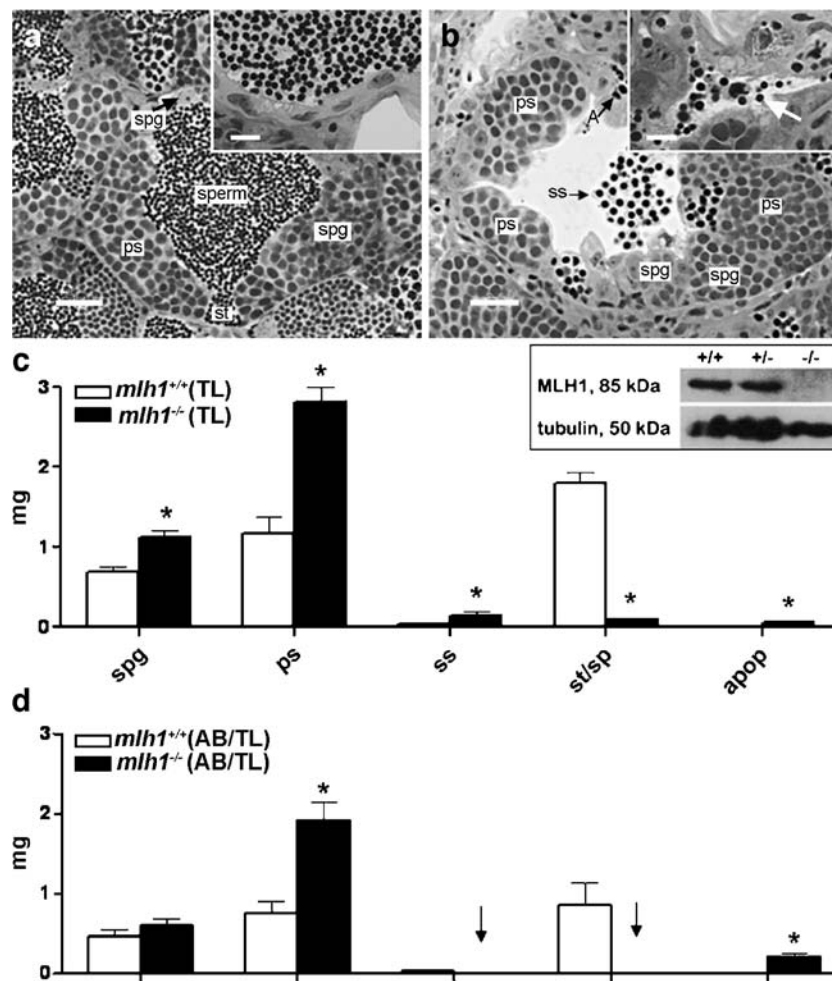 a
spg
sperm
ps
spg
st
b
ps
A
ss
ps
ps
spg
spg
c
mlh1+/+(TL)
mlh1-/-(TL)
+/+ +/- -/-
MLH1, 85 kDa
tubulin, 50 kDa
mg
3
2
1
0
* * * * *
spg ps ss st/sp apop
d
mlh1+/+(AB/TL)
mlh1-/-(AB/TL)
mg
3
2
1
0
* *